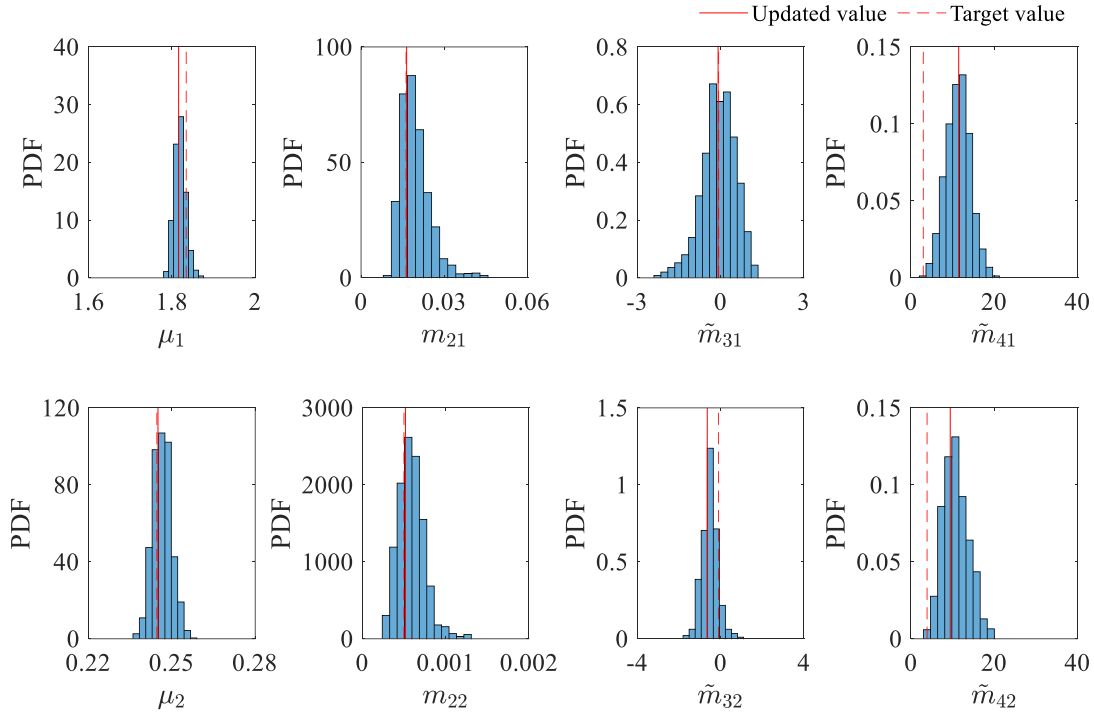 Updated value Target value
40
30
20
10
0
PDF
1.6 1.8 2
μ₁
100
50
0
PDF
0 0.03 0.06
m₂₁
0.8
0.6
0.4
0.2
0
PDF
-3 0 3
m̃₃₁
0.15
0.1
0.05
0
PDF
0 20 40
m̃₄₁
120
80
40
0
PDF
0.22 0.25 0.28
μ₂
3000
2000
1000
0
PDF
0 0.001 0.002
m₂₂
1.5
1
0.5
0
PDF
-4 0 4
m̃₃₂
0.15
0.1
0.05
0
PDF
0 20 40
m̃₄₂